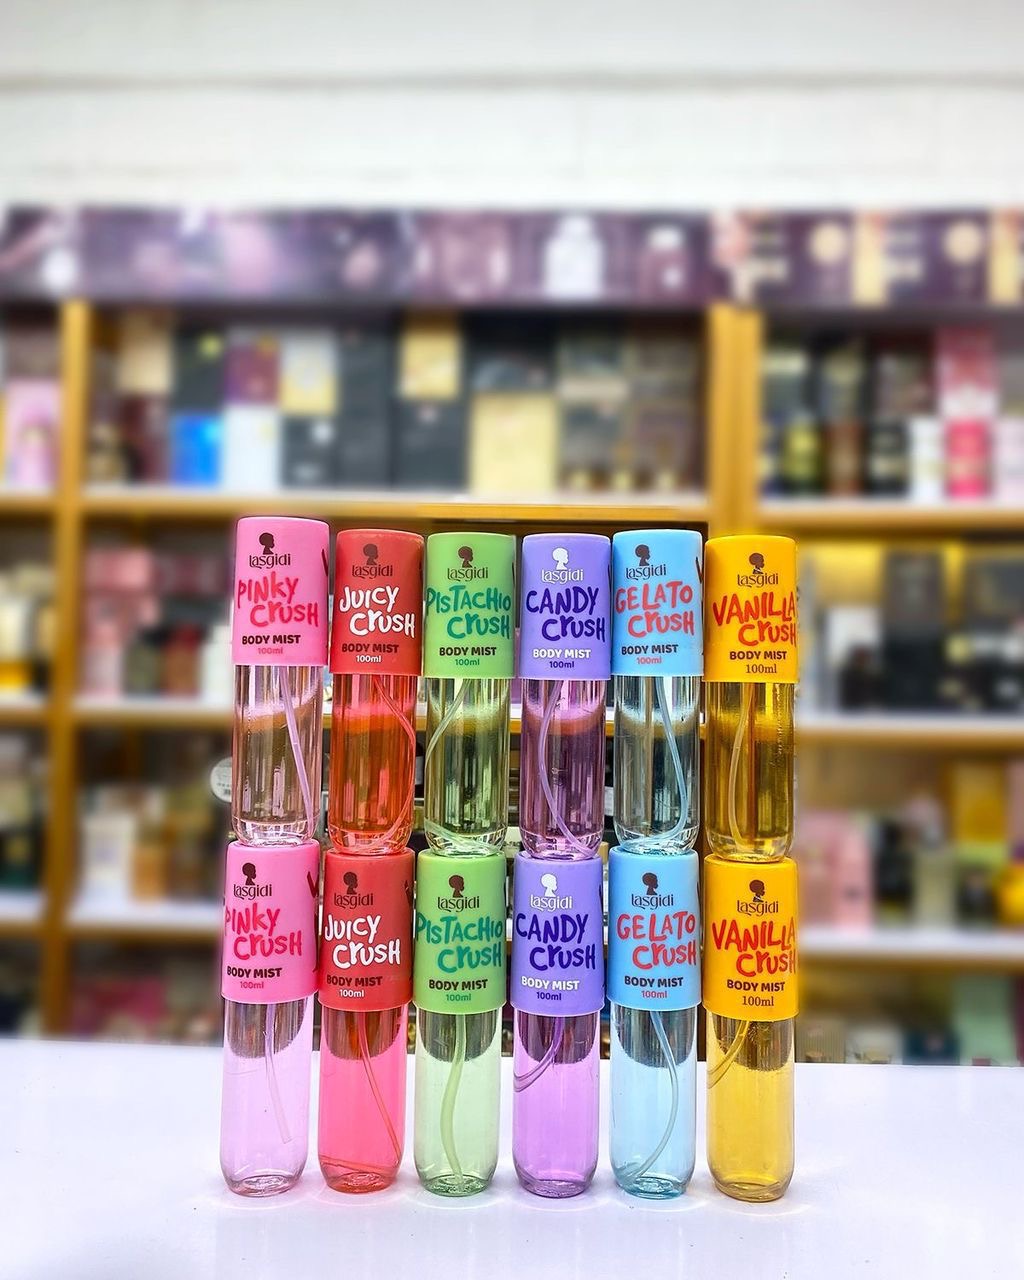 Lasgidi
PINKY
CRUSH
BODY MIST
100ml
Lasgidi
JUICY
CRUSH
BODY MIST
100ml
Lasgidi
PISTACHIO
CRUSH
BODY MIST
100ml
Lasgidi
CANDY
CRUSH
BODY MIST
100ml
Lasgidi
GELATO
CRUSH
BODY MIST
100ml
Lasgidi
VANILLA
CRUSH
BODY MIST
100ml
Lasgidi
PINKY
CRUSH
BODY MIST
100ml
Lasgidi
JUICY
CRUSH
BODY MIST
100ml
Lasgidi
PISTACHIO
CRUSH
BODY MIST
100ml
Lasgidi
CANDY
CRUSH
BODY MIST
100ml
Lasgidi
GELATO
CRUSH
BODY MIST
100ml
Lasgidi
VANILLA
CRUSH
BODY MIST
100ml